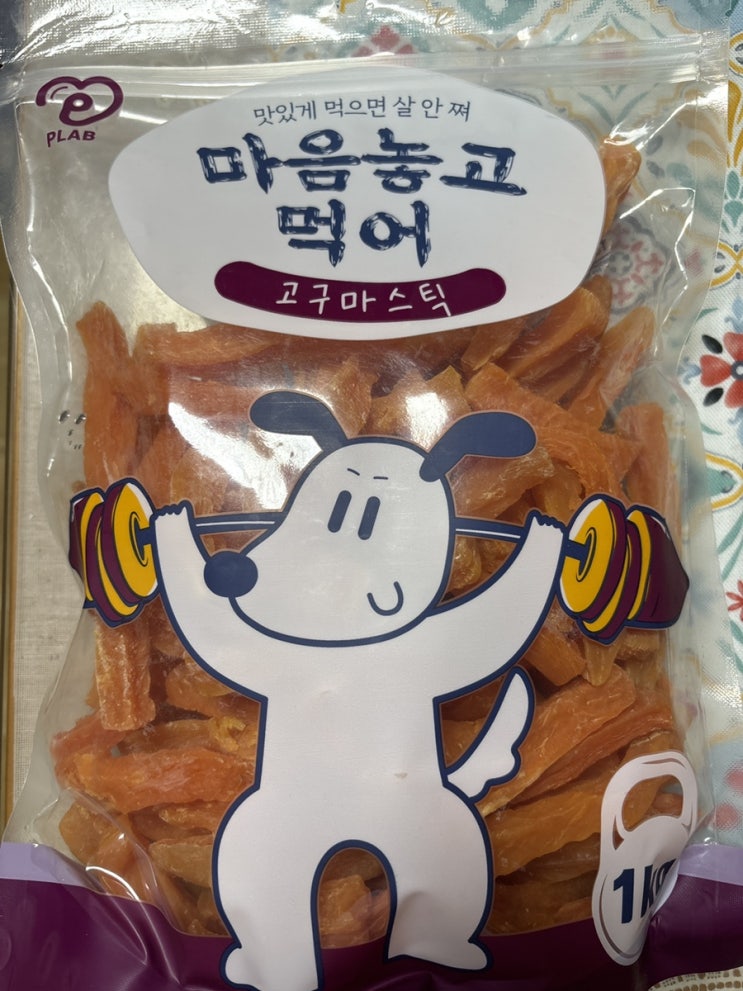 PLAB
맛있게 먹으면 살 안 쪄
마음놓고
먹어
고구마스틱
1kg